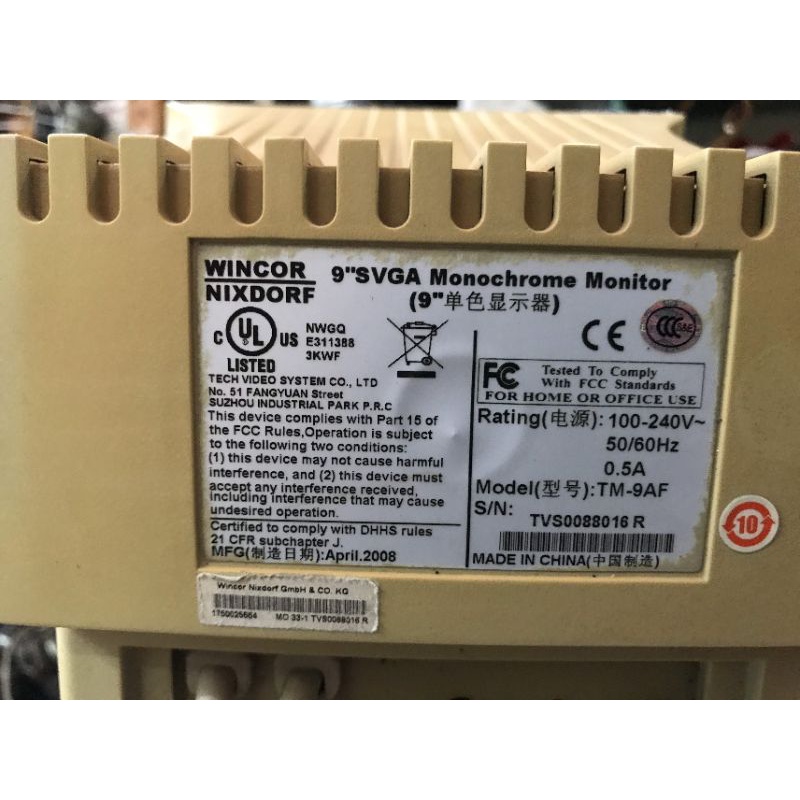 WINCOR
NIXDORF
9"SVGA Monochrome Monitor
(9"单色显示器)
C UL US
LISTED
NWGQ
E311388
3KWF
TECH VIDEO SYSTEM CO., LTD
No. 51 FANGYUAN Street
SUZHOU INDUSTRIAL PARK P.R.C
This device complies with Part 15 of
the FCC Rules,Operation is subject
to the following two conditions:
(1) this device may not cause harmful
interference, and (2) this device must
accept any interference received,
including interference that may cause
undesired operation.
Certified to comply with DHHS rules
21 CFR subchapter J.
MFG(制造日期):April.2008
CE
CCC S&E
FC
Tested To Comply
With FCC Standards
FOR HOME OR OFFICE USE
Rating(电源): 100-240V~
50/60Hz
0.5A
Model(型号):TM-9AF
S/N:
TVS0088016 R
MADE IN CHINA(中国制造)
10
Wincor Nixdorf GmbH & CO. KG
1750025664 MO 33-1 TVS0088016 R